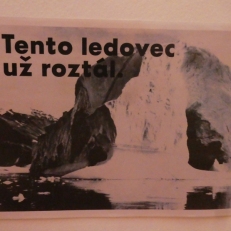 Tento ledovec
už roztál.